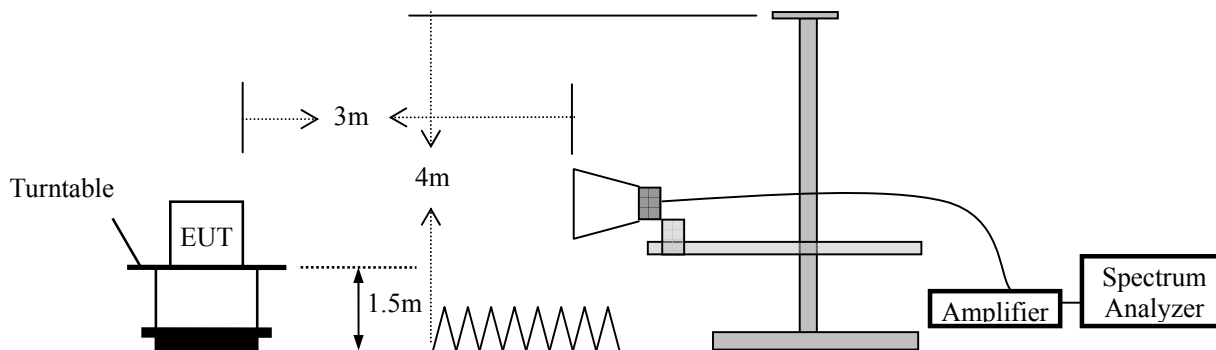 3m
4m
Turntable
EUT
1.5m
Spectrum
Analyzer
Amplifier